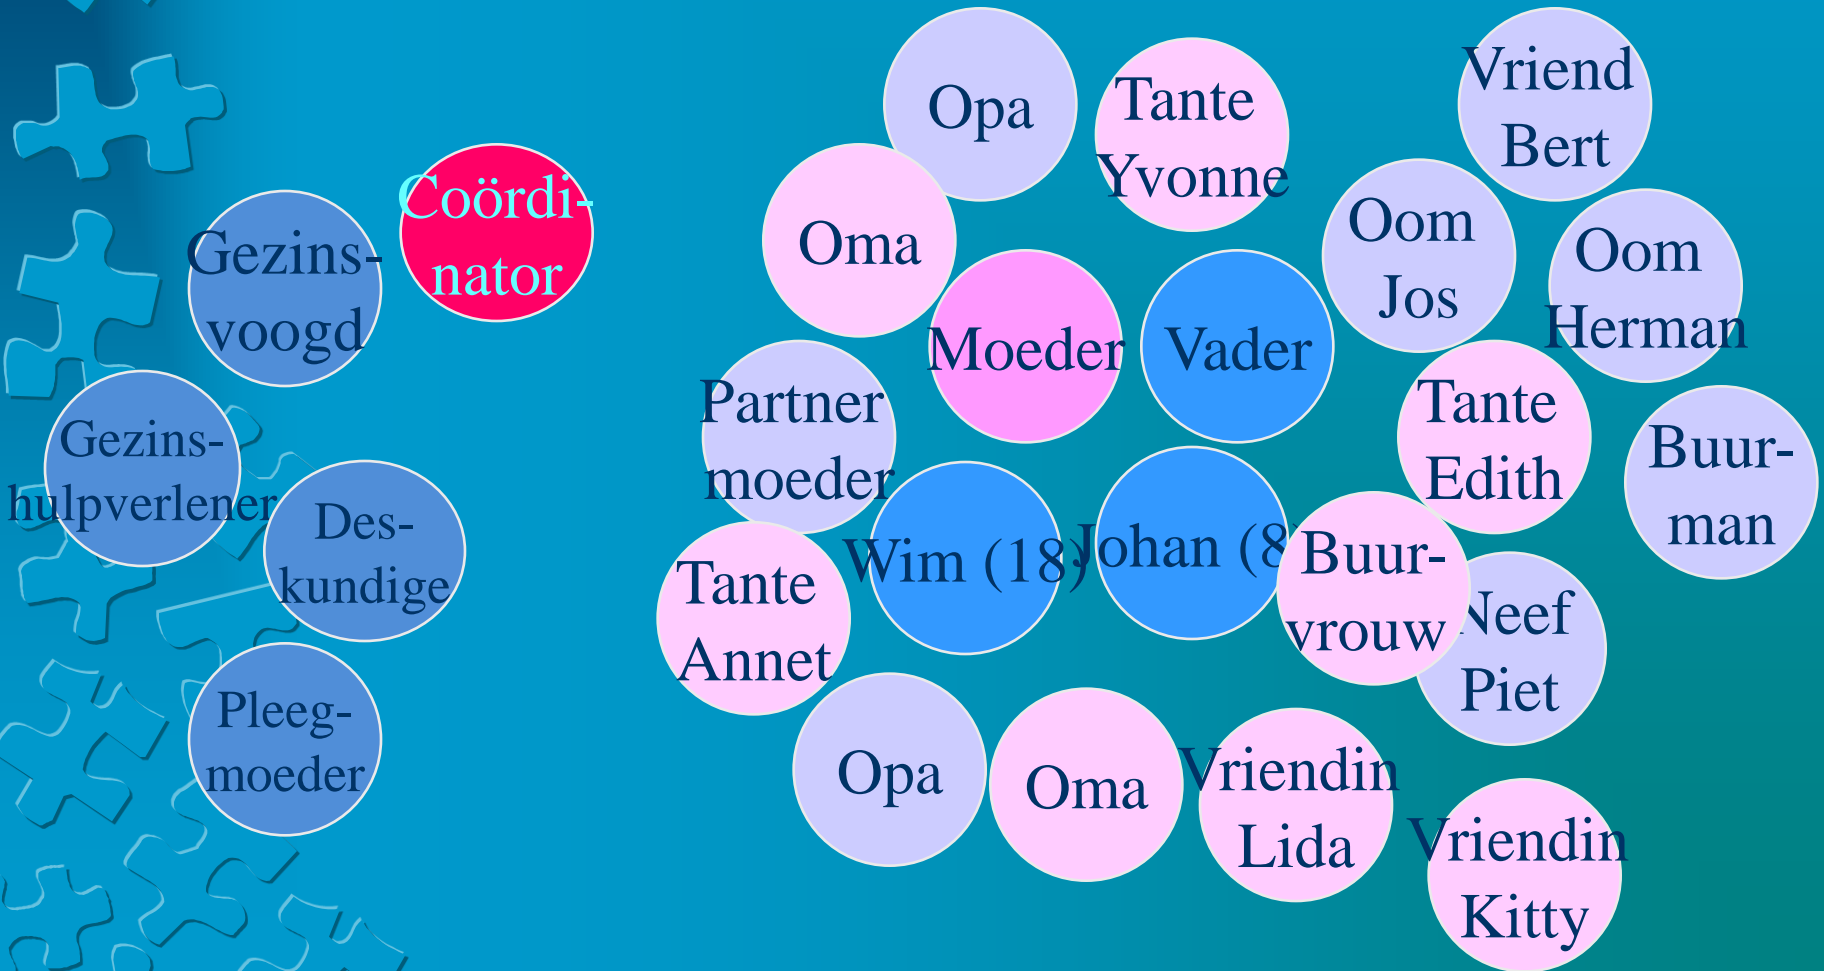 Coördi-
nator
Gezins-
voogd
Gezins-
hulpverlener
Des-
kundige
Pleeg-
moeder
Opa
Tante
Yvonne
Vriend
Bert
Oma
Oom
Jos
Oom
Herman
Moeder
Vader
Partner
moeder
Tante
Edith
Buur-
man
Wim (18)
Johan (8
Buur-
vrouw
Neef
Piet
Tante
Annet
Opa
Oma
Vriendin
Lida
Vriendin
Kitty